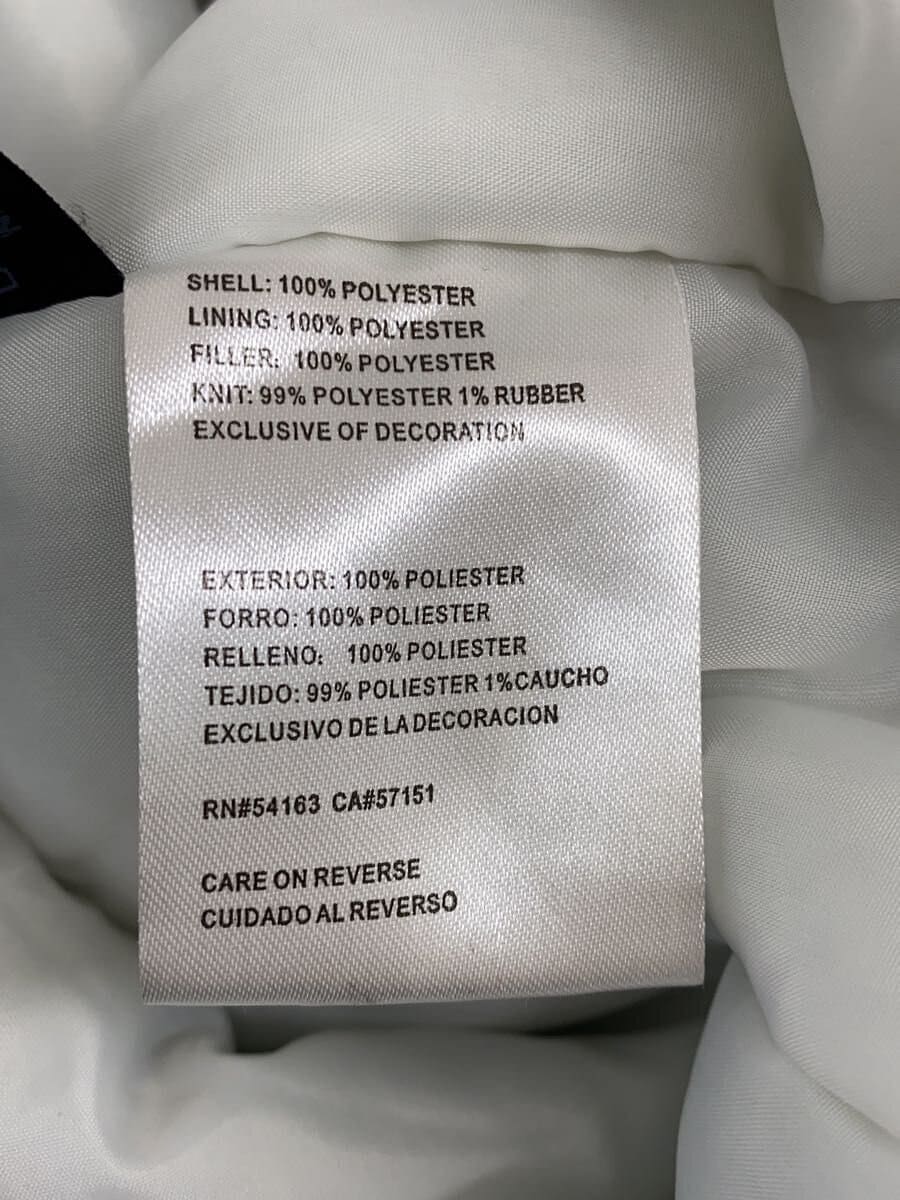 SHELL: 100% POLYESTER
LINING: 100% POLYESTER
FILLER: 100% POLYESTER
KNIT: 99% POLYESTER 1% RUBBER
EXCLUSIVE OF DECORATION
EXTERIOR: 100% POLIESTER
FORRO: 100% POLIESTER
RELLENO: 100% POLIESTER
TEJIDO: 99% POLIESTER 1%CAUCHO
EXCLUSIVO DE LA DECORACION
RN#54163 CA#57151
CARE ON REVERSE
CUIDADO AL REVERSO